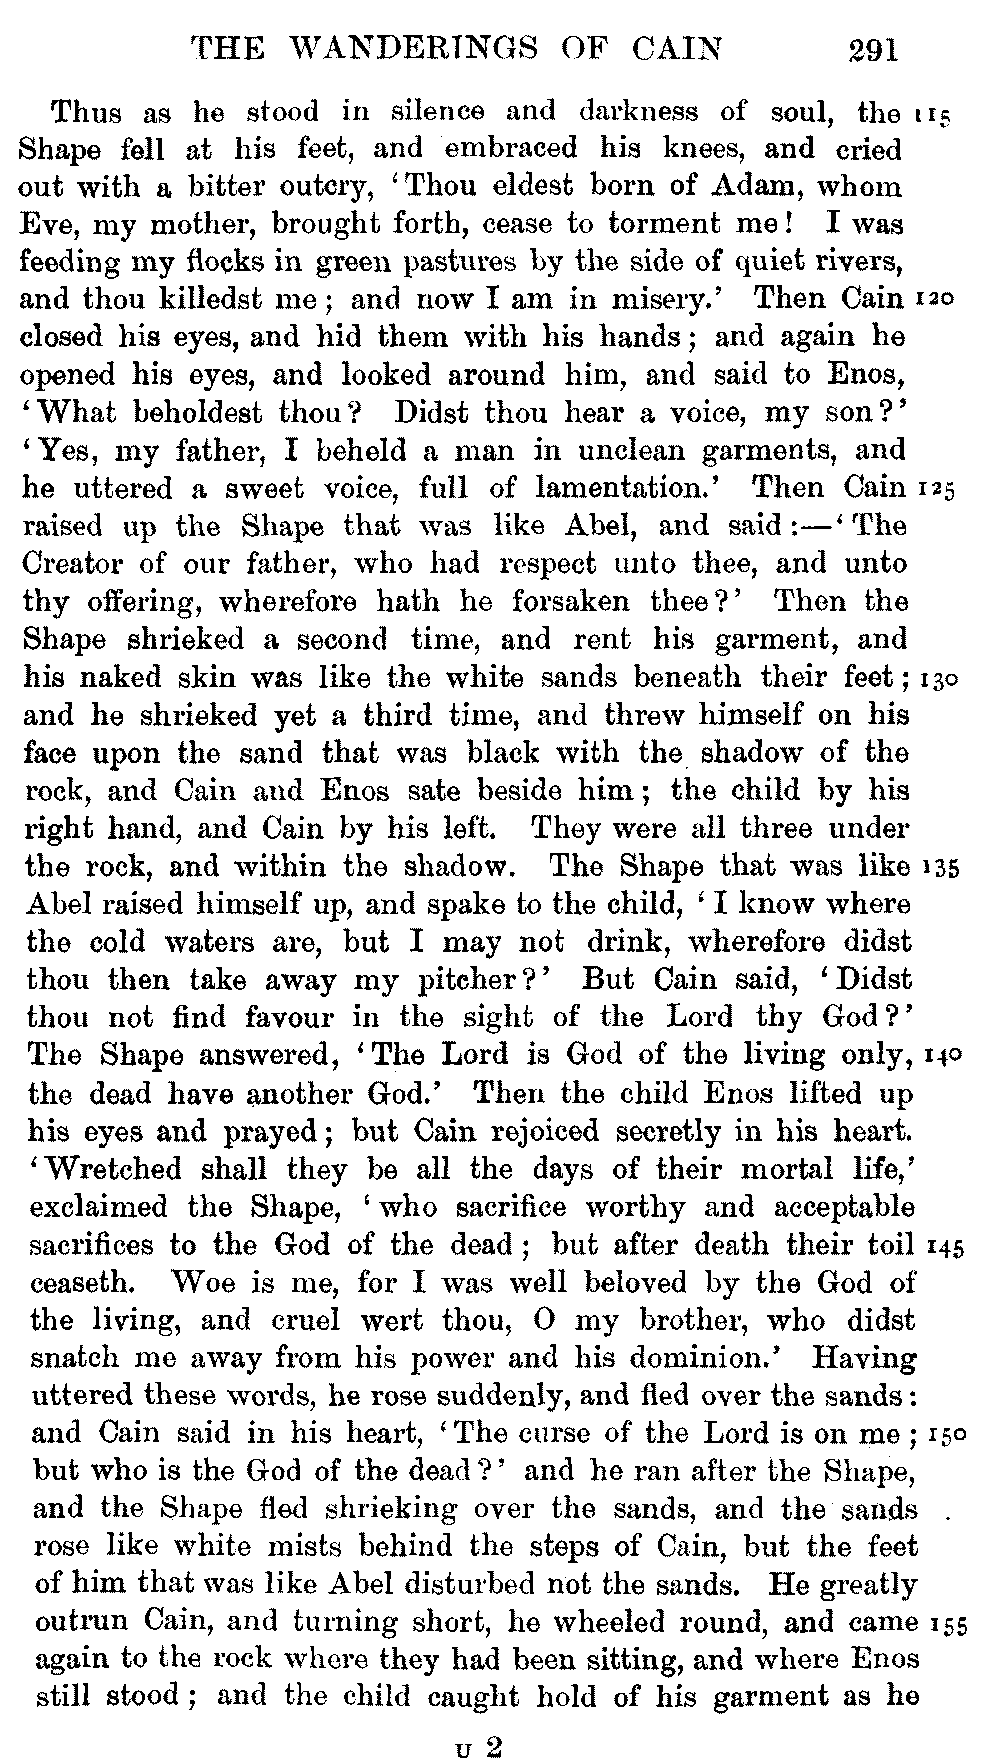 THE WANDERINGS OF CAIN 291
Thus as he stood in silence and darkness of soul, the 115
Shape fell at his feet, and embraced his knees, and cried
out with a bitter outcry, ‘Thou eldest born of Adam, whom
Eve, my mother, brought forth, cease to torment me! I was
feeding my flocks in green pastures by the side of quiet rivers,
and thou killedst me; and now I am in misery.’ Then Cain 120
closed his eyes, and hid them with his hands; and again he
opened his eyes, and looked around him, and said to Enos,
‘What beholdest thou? Didst thou hear a voice, my son?’
‘Yes, my father, I beheld a man in unclean garments, and
he uttered a sweet voice, full of lamentation.’ Then Cain 125
raised up the Shape that was like Abel, and said:—‘The
Creator of our father, who had respect unto thee, and unto
thy offering, wherefore hath he forsaken thee?’ Then the
Shape shrieked a second time, and rent his garment, and
his naked skin was like the white sands beneath their feet; 130
and he shrieked yet a third time, and threw himself on his
face upon the sand that was black with the shadow of the
rock, and Cain and Enos sate beside him; the child by his
right hand, and Cain by his left. They were all three under
the rock, and within the shadow. The Shape that was like 135
Abel raised himself up, and spake to the child, ‘I know where
the cold waters are, but I may not drink, wherefore didst
thou then take away my pitcher?’ But Cain said, ‘Didst
thou not find favour in the sight of the Lord thy God?’
The Shape answered, ‘The Lord is God of the living only, 140
the dead have another God.’ Then the child Enos lifted up
his eyes and prayed; but Cain rejoiced secretly in his heart.
‘Wretched shall they be all the days of their mortal life,’
exclaimed the Shape, ‘who sacrifice worthy and acceptable
sacrifices to the God of the dead; but after death their toil 145
ceaseth. Woe is me, for I was well beloved by the God of
the living, and cruel wert thou, O my brother, who didst
snatch me away from his power and his dominion.’ Having
uttered these words, he rose suddenly, and fled over the sands:
and Cain said in his heart, ‘The curse of the Lord is on me; 150
but who is the God of the dead?’ and he ran after the Shape,
and the Shape fled shrieking over the sands, and the sands
rose like white mists behind the steps of Cain, but the feet
of him that was like Abel disturbed not the sands. He greatly
outrun Cain, and turning short, he wheeled round, and came 155
again to the rock where they had been sitting, and where Enos
still stood; and the child caught hold of his garment as he
U 2